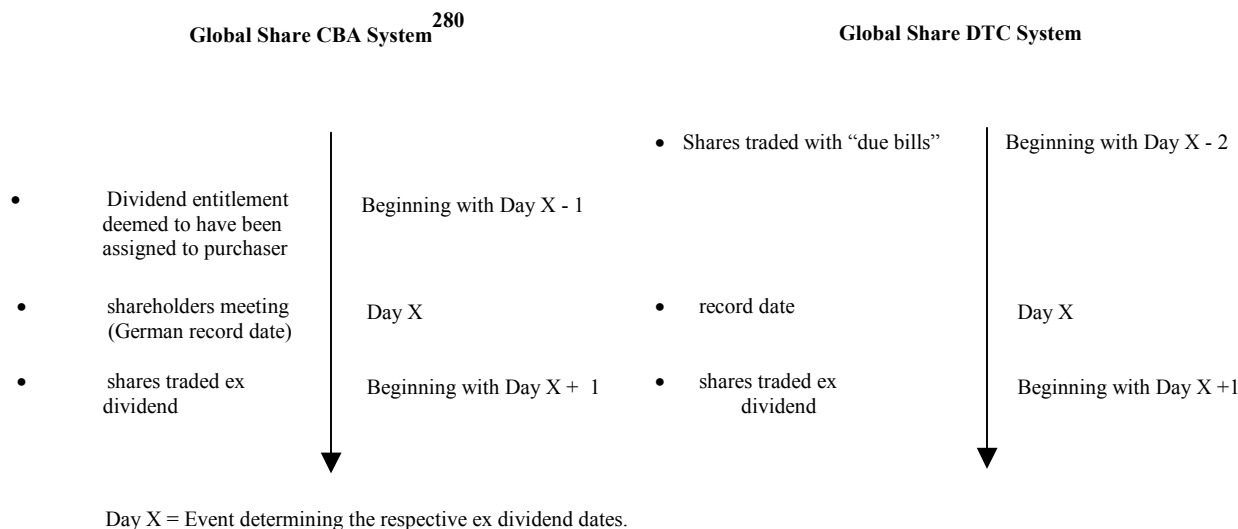 Global Share CBA System280
Global Share DTC System
• Shares traded with “due bills”
Beginning with Day X - 2
• Dividend entitlement
deemed to have been
assigned to purchaser
Beginning with Day X - 1
• shareholders meeting
(German record date)
Day X
• record date
Day X
• shares traded ex
dividend
Beginning with Day X + 1
• shares traded ex
dividend
Beginning with Day X +1
Day X = Event determining the respective ex dividend dates.